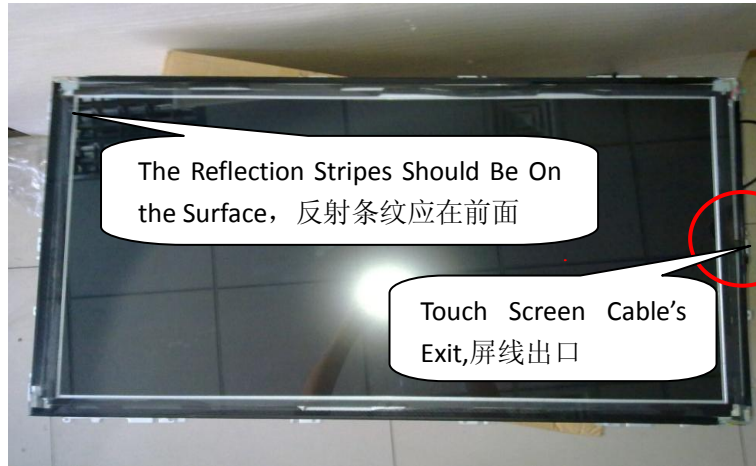 The Reflection Stripes Should Be On
the Surface，反射条纹应在前面
Touch Screen Cable's
Exit,屏线出口